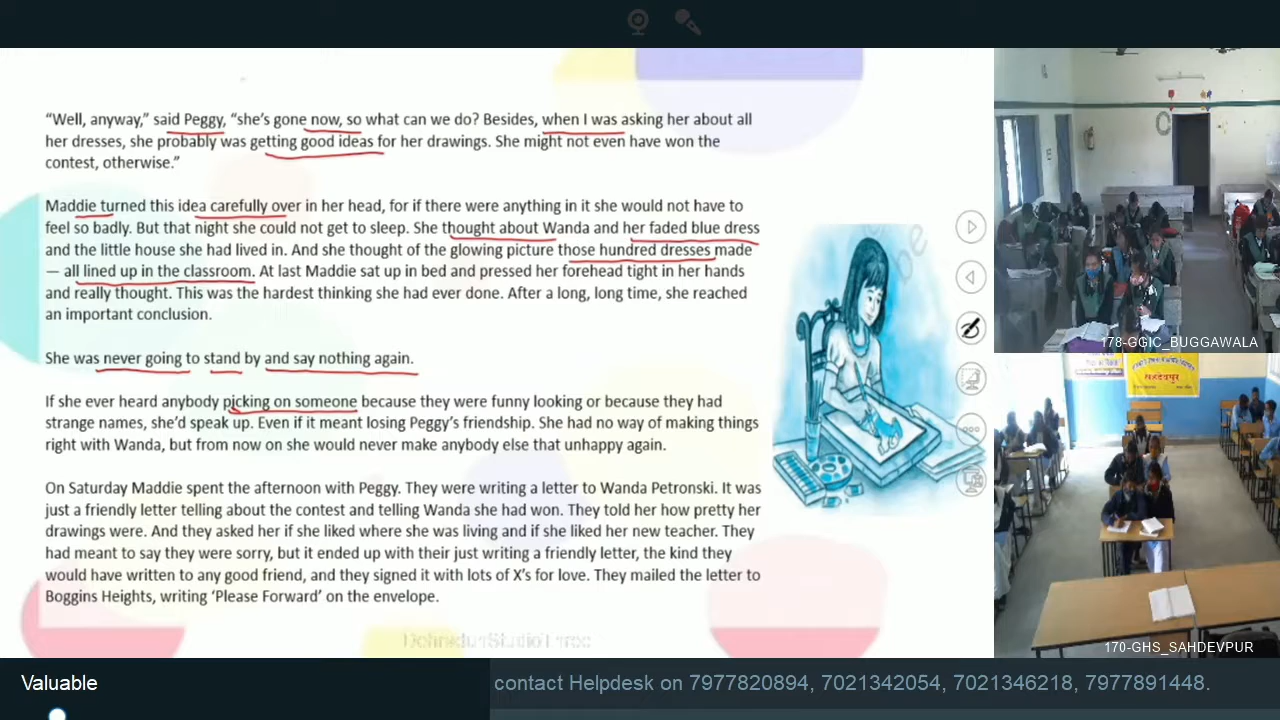 “Well, anyway,” said Peggy, “she’s gone now, so what can we do? Besides, when I was asking her about all
her dresses, she probably was getting good ideas for her drawings. She might not even have won the
contest, otherwise.”
Maddie turned this idea carefully over in her head, for if there were anything in it she would not have to
feel so badly. But that night she could not get to sleep. She thought about Wanda and her faded blue dress
and the little house she had lived in. And she thought of the glowing picture those hundred dresses made
— all lined up in the classroom. At last Maddie sat up in bed and pressed her forehead tight in her hands
and really thought. This was the hardest thinking she had ever done. After a long, long time, she reached
an important conclusion.
She was never going to stand by and say nothing again.
If she ever heard anybody picking on someone because they were funny looking or because they had
strange names, she’d speak up. Even if it meant losing Peggy’s friendship. She had no way of making things
right with Wanda, but from now on she would never make anybody else that unhappy again.
On Saturday Maddie spent the afternoon with Peggy. They were writing a letter to Wanda Petronski. It was
just a friendly letter telling about the contest and telling Wanda she had won. They told her how pretty her
drawings were. And they asked her if she liked where she was living and if she liked her new teacher. They
had meant to say they were sorry, but it ended up with their just writing a friendly letter, the kind they
would have written to any good friend, and they signed it with lots of X’s for love. They mailed the letter to
Boggins Heights, writing ‘Please Forward’ on the envelope.
178-GGIC_BUGGAWALA
सहदेवपुर
170-GHS_SAHDEVPUR
Valuable
contact Helpdesk on 7977820894, 7021342054, 7021346218, 7977891448.